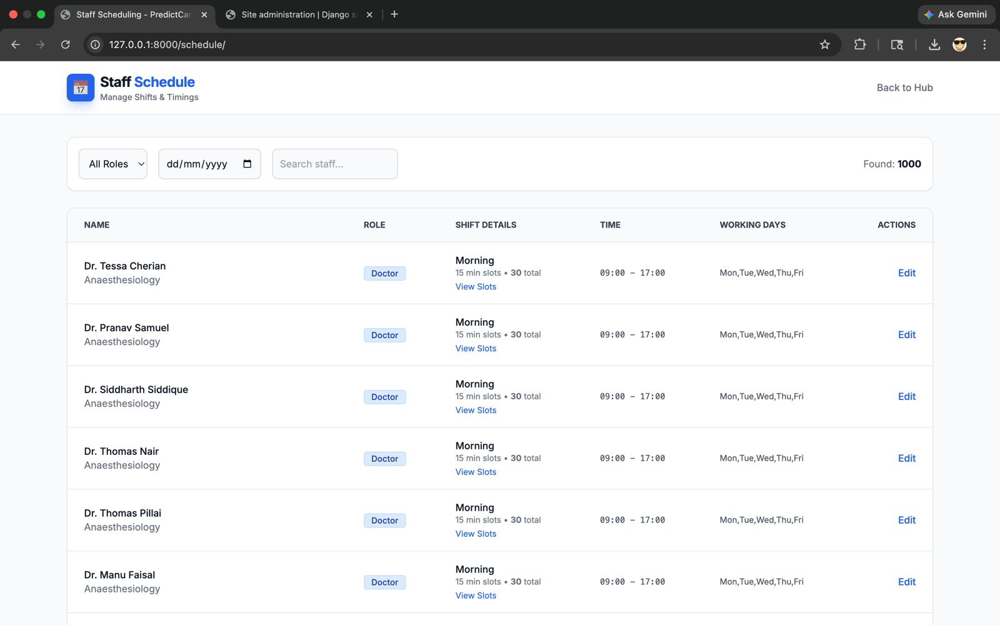 Staff Scheduling - PredictCar
Site administration | Django s
Ask Gemini
127.0.0.1:8000/schedule/
17
Staff Schedule
Manage Shifts & Timings
Back to Hub
All Roles
dd/mm/yyyy
Search staff...
Found: 1000
NAME ROLE SHIFT DETAILS TIME WORKING DAYS ACTIONS
Dr. Tessa Cherian
Anaesthesiology
Doctor
Morning
15 min slots • 30 total
View Slots
09:00 – 17:00
Mon,Tue,Wed,Thu,Fri
Edit
Dr. Pranav Samuel
Anaesthesiology
Doctor
Morning
15 min slots • 30 total
View Slots
09:00 – 17:00
Mon,Tue,Wed,Thu,Fri
Edit
Dr. Siddharth Siddique
Anaesthesiology
Doctor
Morning
15 min slots • 30 total
View Slots
09:00 – 17:00
Mon,Tue,Wed,Thu,Fri
Edit
Dr. Thomas Nair
Anaesthesiology
Doctor
Morning
15 min slots • 30 total
View Slots
09:00 – 17:00
Mon,Tue,Wed,Thu,Fri
Edit
Dr. Thomas Pillai
Anaesthesiology
Doctor
Morning
15 min slots • 30 total
View Slots
09:00 – 17:00
Mon,Tue,Wed,Thu,Fri
Edit
Dr. Manu Faisal
Anaesthesiology
Doctor
Morning
15 min slots • 30 total
View Slots
09:00 – 17:00
Mon,Tue,Wed,Thu,Fri
Edit